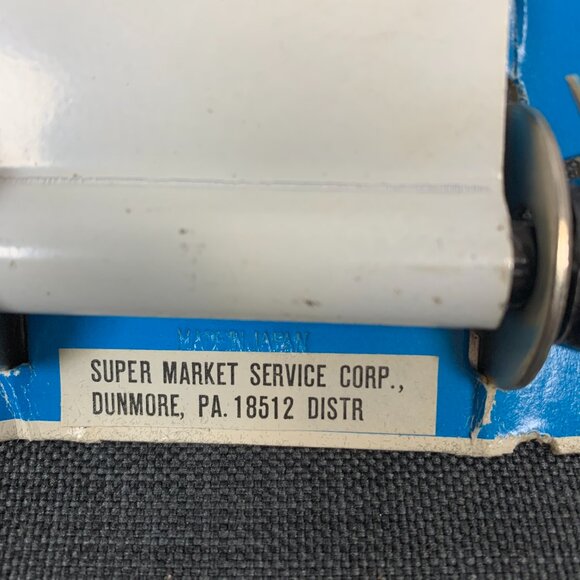 MADE IN JAPAN
SUPER MARKET SERVICE CORP.,
DUNMORE, PA. 18512 DISTR